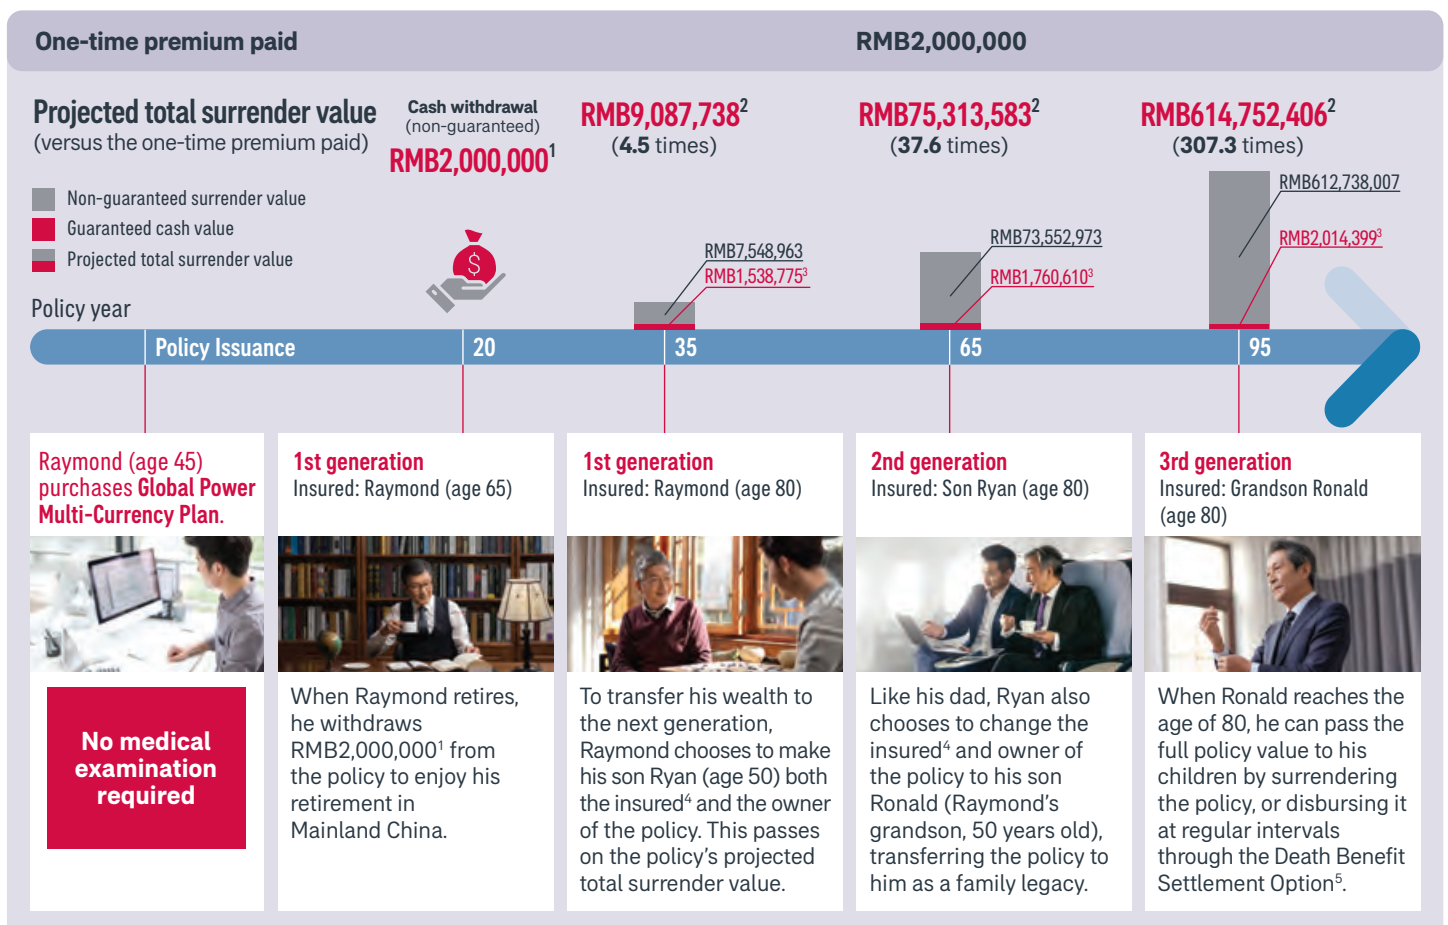 One-time premium paid
RMB2,000,000
Projected total surrender value
(versus the one-time premium paid)
Cash withdrawal
(non-guaranteed)
RMB2,000,000¹
RMB9,087,738²
(4.5 times)
RMB75,313,583²
(37.6 times)
RMB614,752,406²
(307.3 times)
Non-guaranteed surrender value
Guaranteed cash value
Projected total surrender value
$
RMB7,548,963
RMB1,538,775³
RMB73,552,973
RMB1,760,610³
RMB612,738,007
RMB2,014,399³
Policy year
Policy Issuance
20
35
65
95
Raymond (age 45)
purchases Global Power
Multi-Currency Plan.
No medical
examination
required
1st generation
Insured: Raymond (age 65)
When Raymond retires,
he withdraws
RMB2,000,000¹ from
the policy to enjoy his
retirement in
Mainland China.
1st generation
Insured: Raymond (age 80)
To transfer his wealth to
the next generation,
Raymond chooses to make
his son Ryan (age 50) both
the insured⁴ and the owner
of the policy. This passes
on the policy's projected
total surrender value.
2nd generation
Insured: Son Ryan (age 80)
Like his dad, Ryan also
chooses to change the
insured⁴ and owner of
the policy to his son
Ronald (Raymond's
grandson, 50 years old),
transferring the policy to
him as a family legacy.
3rd generation
Insured: Grandson Ronald
(age 80)
When Ronald reaches the
age of 80, he can pass the
full policy value to his
children by surrendering
the policy, or disbursing it
at regular intervals
through the Death Benefit
Settlement Option⁵.